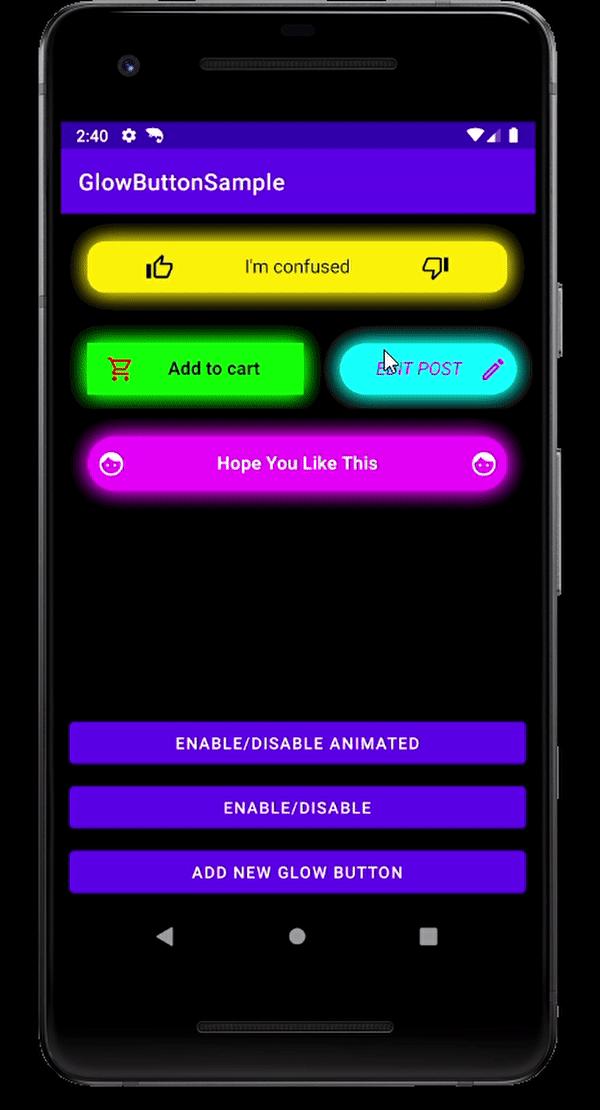 2:40
GlowButtonSample
I'm confused
Add to cart
EDIT POST
Hope You Like This
ENABLE/DISABLE ANIMATED
ENABLE/DISABLE
ADD NEW GLOW BUTTON